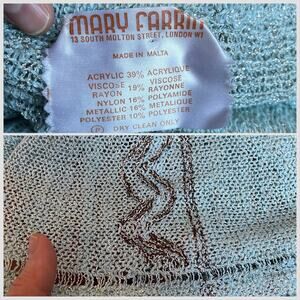 MARY FARRIN
13 SOUTH MOLTON STREET, LONDON W1
MADE IN MALTA
ACRYLIC 39% ACRYLIQUE
VISCOSE 19% VISCOSE
RAYON RAYONNE
NYLON 16% POLYAMIDE
METALLIC 16% METALIQUE
POLYESTER 10% POLYESTER
P DRY CLEAN ONLY